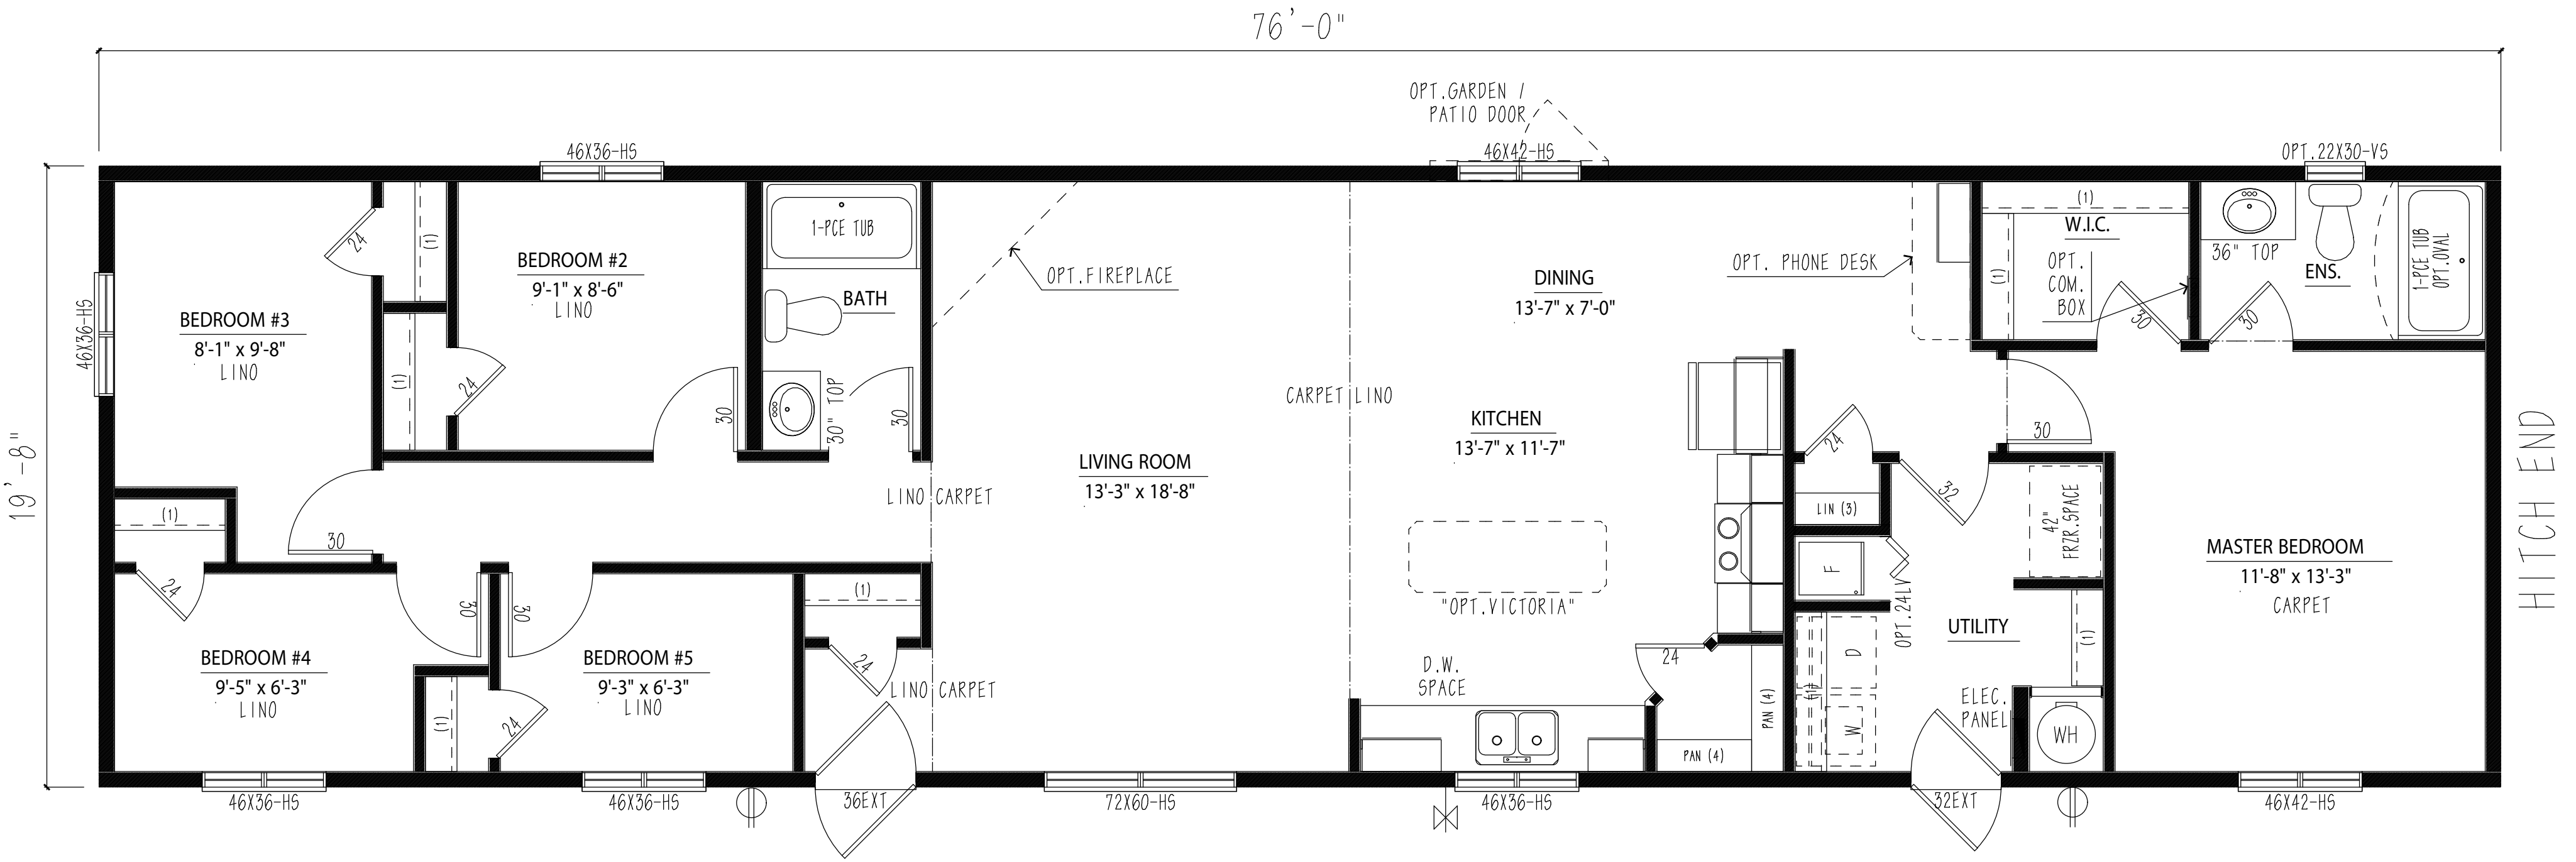 76'-0"
OPT.GARDEN /
PATIO DOOR
46X36-HS
46X42-HS
OPT.22X30-VS
19'-8"
46X36-HS
BEDROOM #3
8'-1" x 9'-8"
LINO
24
(1)
(1)
24
BEDROOM #2
9'-1" x 8'-6"
LINO
30
1-PCE TUB
BATH
30" TOP
30
OPT.FIREPLACE
LIVING ROOM
13'-3" x 18'-8"
LINO CARPET
CARPET LINO
DINING
13'-7" x 7'-0"
OPT. PHONE DESK
KITCHEN
13'-7" x 11'-7"
"OPT.VICTORIA"
D.W.
SPACE
24
PAN (4)
PAN (4)
(1)
W.I.C.
(1)
OPT.
COM.
BOX
30
36" TOP
30
ENS.
1-PCE TUB
OPT.OVAL
30
24
LIN (3)
32
42"
FRZR.SPACE
F
OPT.24LV
UTILITY
(1)
D
W
(1)
ELEC.
PANEL
WH
MASTER BEDROOM
11'-8" x 13'-3"
CARPET
HITCH END
(1)
24
30
BEDROOM #4
9'-5" x 6'-3"
LINO
30
30
(1)
24
BEDROOM #5
9'-3" x 6'-3"
LINO
(1)
24
LINO CARPET
46X36-HS
46X36-HS
36EXT
72X60-HS
46X36-HS
32EXT
46X42-HS